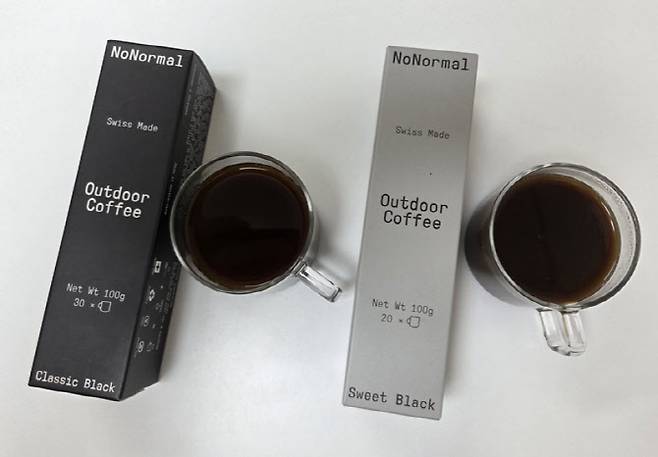 NoNormal
Swiss Made
Outdoor
Coffee
Net Wt 100g
30 ×
Classic Black
NoNormal
Swiss Made
Outdoor
Coffee
Net Wt 100g
20 ×
Sweet Black